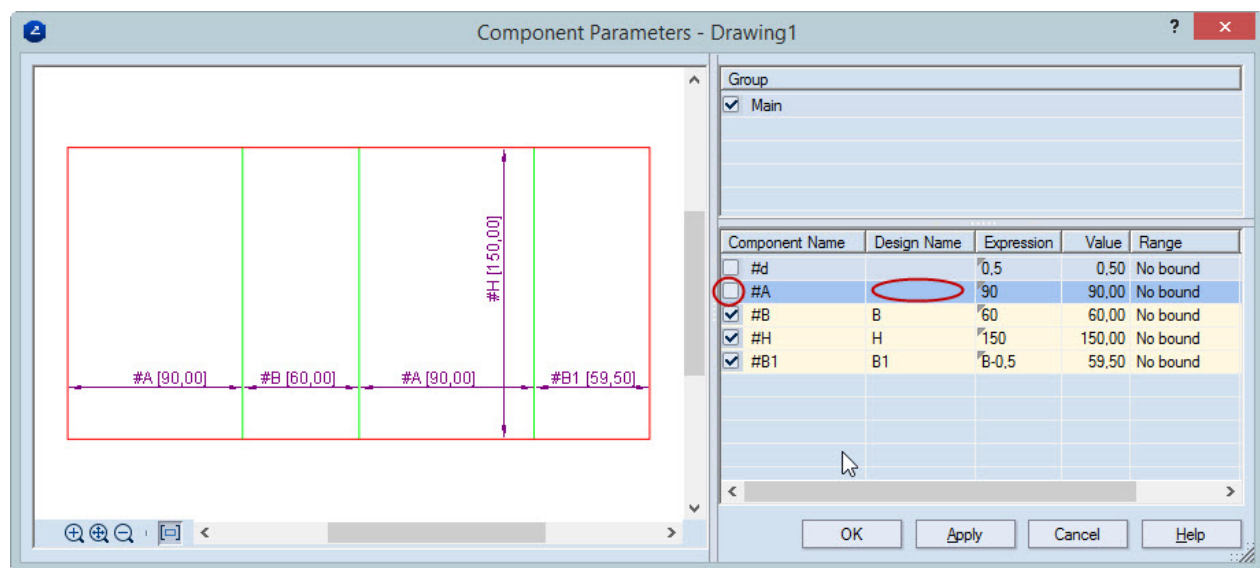 Component Parameters - Drawing1
?
#H [150,00]
#A [90,00] #B [60,00] #A [90,00] #B1 [59,50]
Group
Main
Component Name Design Name Expression Value Range
#d 0,5 0,50 No bound
#A 90 90,00 No bound
#B B 60 60,00 No bound
#H H 150 150,00 No bound
#B1 B1 B-0,5 59,50 No bound
OK Apply Cancel Help